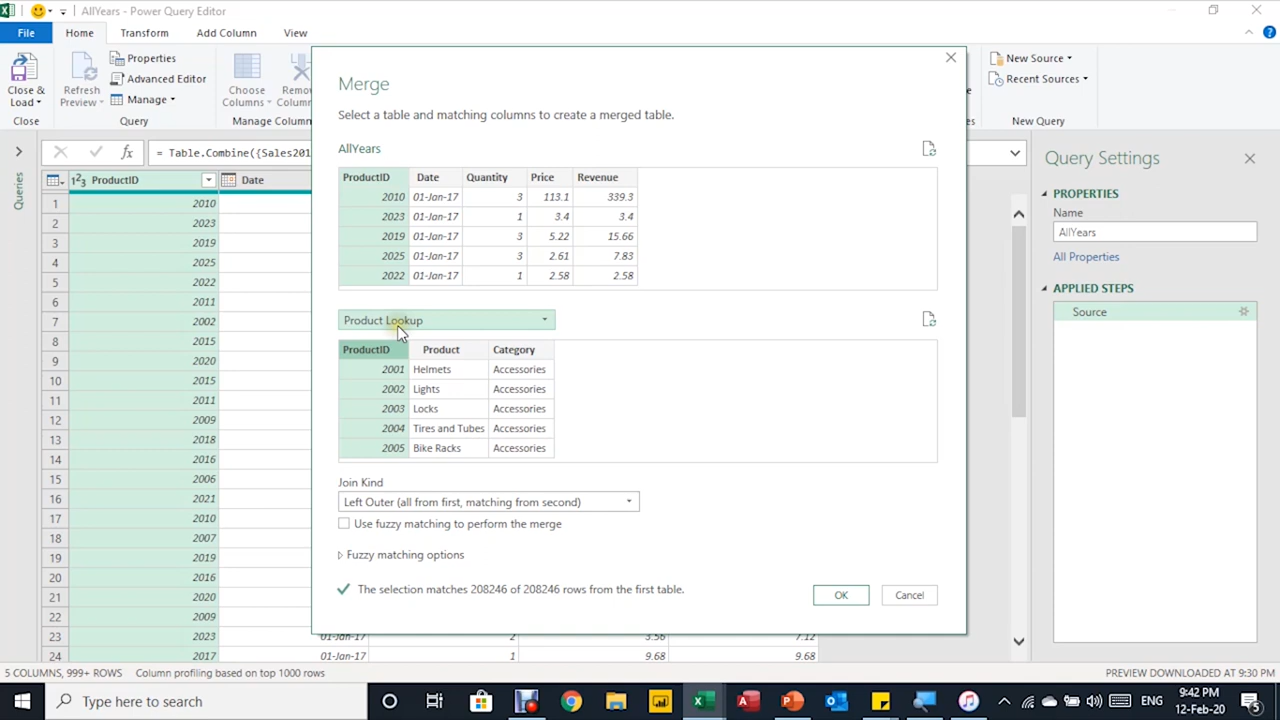 AllYears - Power Query Editor
File Home Transform Add Column View
Close & Load
Refresh Preview
Properties
Advanced Editor
Manage
Choose Columns
Remove
New Source
Recent Sources
Close Query Manage Column New Query
= Table.Combine({Sales201
Queries
ProductID Date
1 2010
2 2023
3 2019
4 2025
5 2022
6 2011
7 2002
8 2015
9 2020
10 2015
11 2011
12 2009
13 2018
14 2016
15 2006
16 2021
17 2010
18 2007
19 2019
20 2016
21 2020
22 2009
23 2023 01-Jan-17 2 3.56 7.12
24 2017 01-Jan-17 1 9.68 9.68
Merge
Select a table and matching columns to create a merged table.
AllYears
ProductID Date Quantity Price Revenue
2010 01-Jan-17 3 113.1 339.3
2023 01-Jan-17 1 3.4 3.4
2019 01-Jan-17 3 5.22 15.66
2025 01-Jan-17 3 2.61 7.83
2022 01-Jan-17 1 2.58 2.58
Product Lookup
ProductID Product Category
2001 Helmets Accessories
2002 Lights Accessories
2003 Locks Accessories
2004 Tires and Tubes Accessories
2005 Bike Racks Accessories
Join Kind
Left Outer (all from first, matching from second)
Use fuzzy matching to perform the merge
Fuzzy matching options
The selection matches 208246 of 208246 rows from the first table.
OK Cancel
Query Settings
PROPERTIES
Name
AllYears
All Properties
APPLIED STEPS
Source
5 COLUMNS, 999+ ROWS Column profiling based on top 1000 rows PREVIEW DOWNLOADED AT 9:30 PM
Type here to search
ENG
9:42 PM
12-Feb-20
5